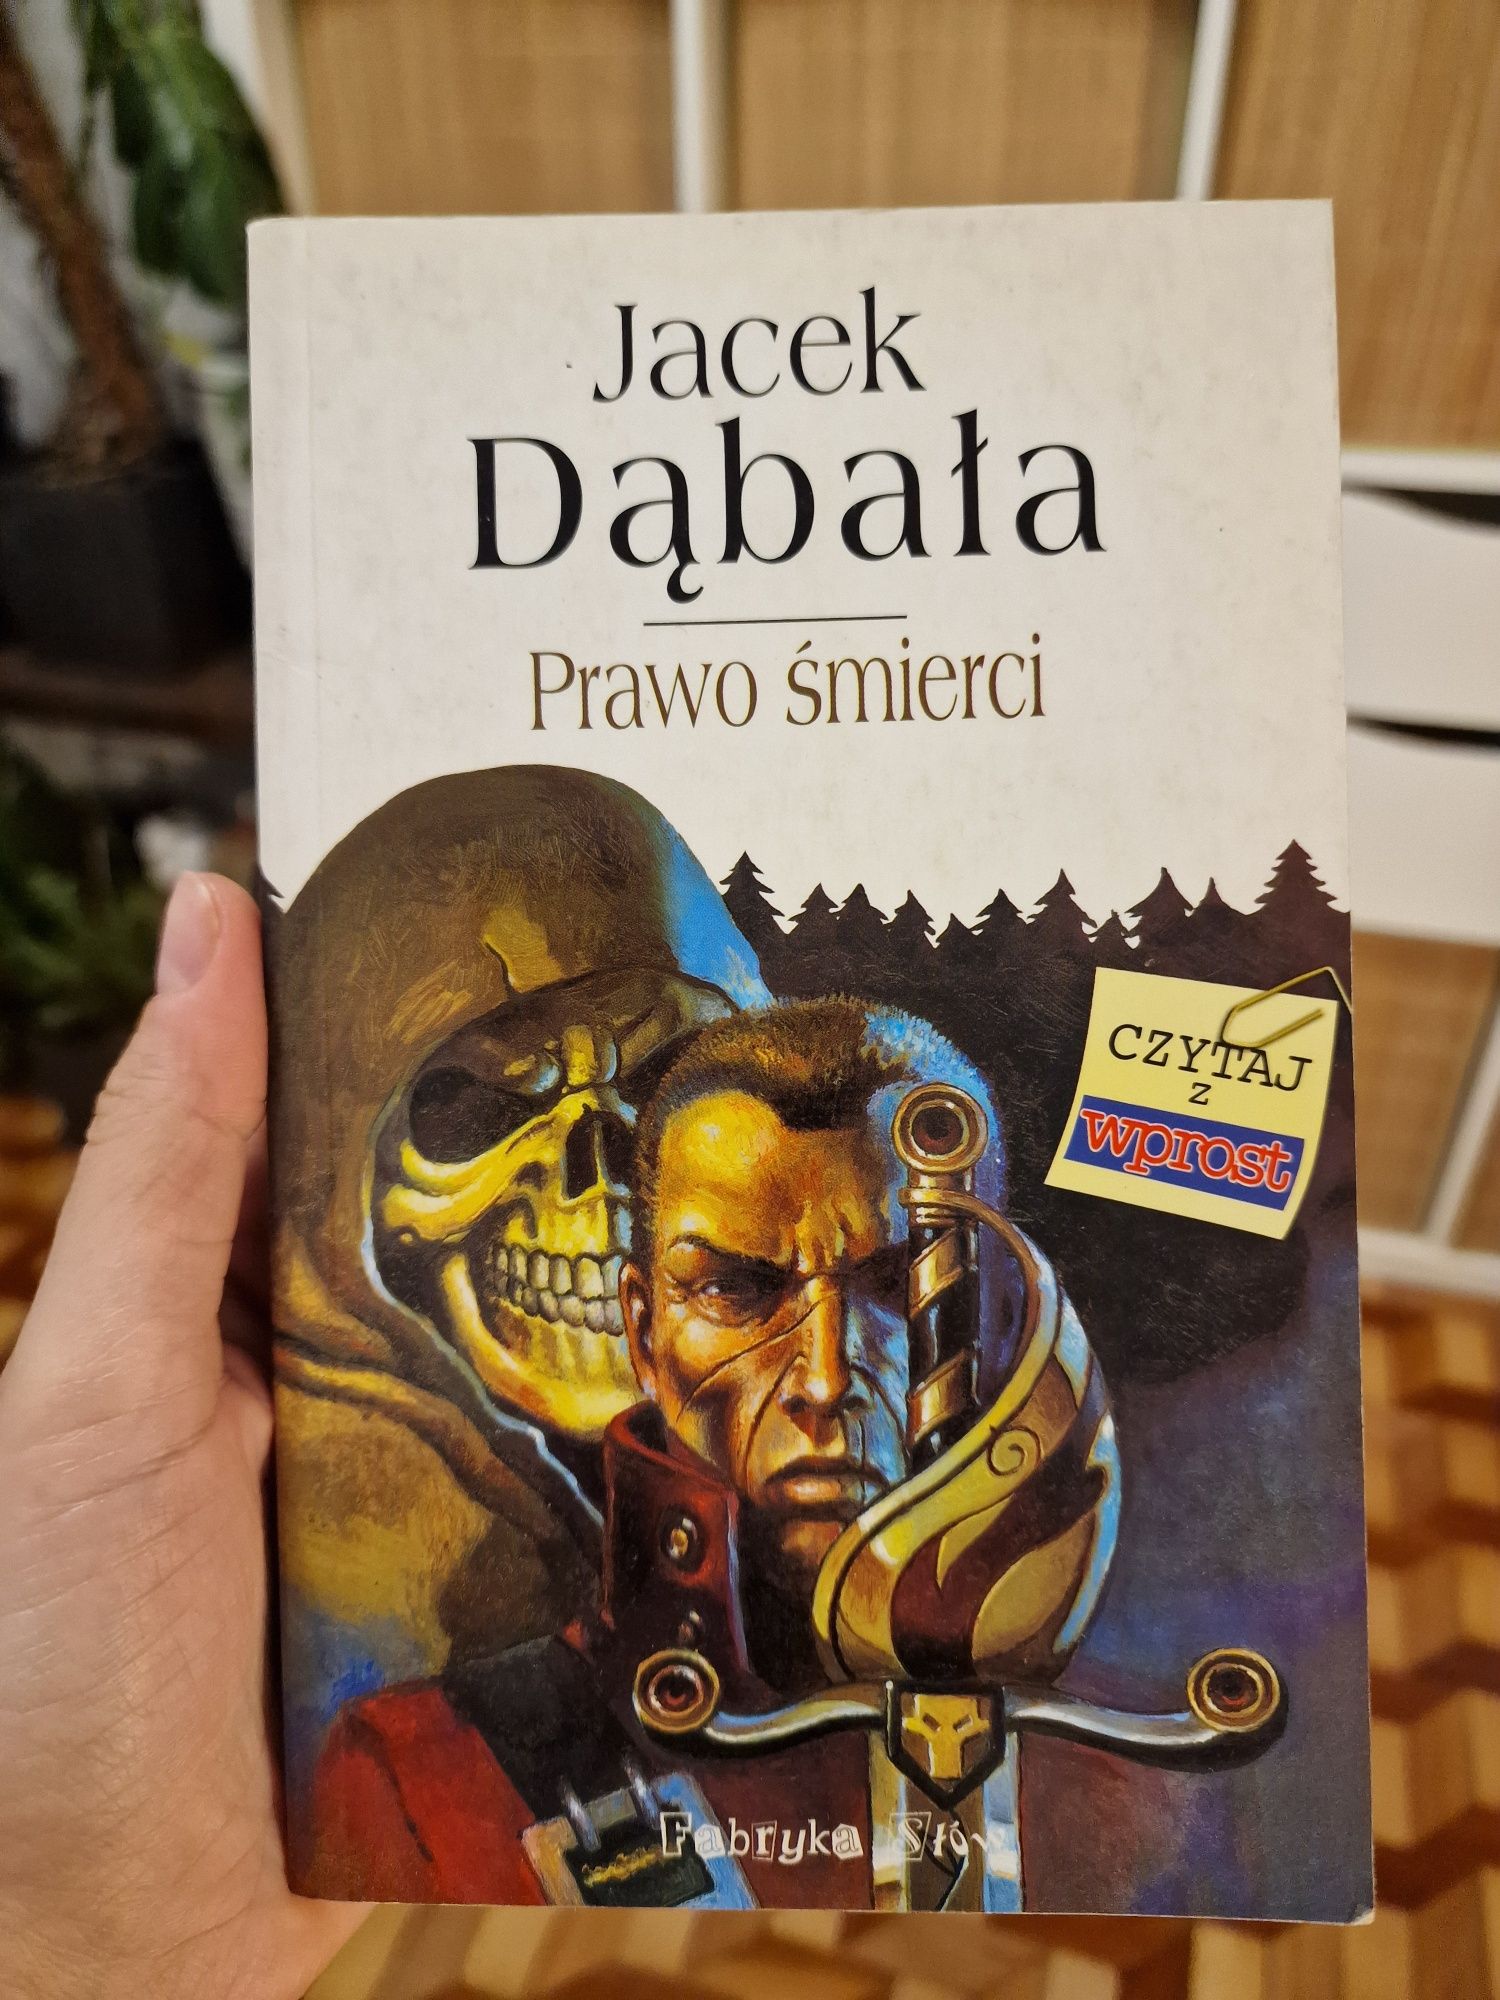 Jacek
Dąbała
Prawo śmierci
CZYTAJ
z
wprost
Fabryka Słów